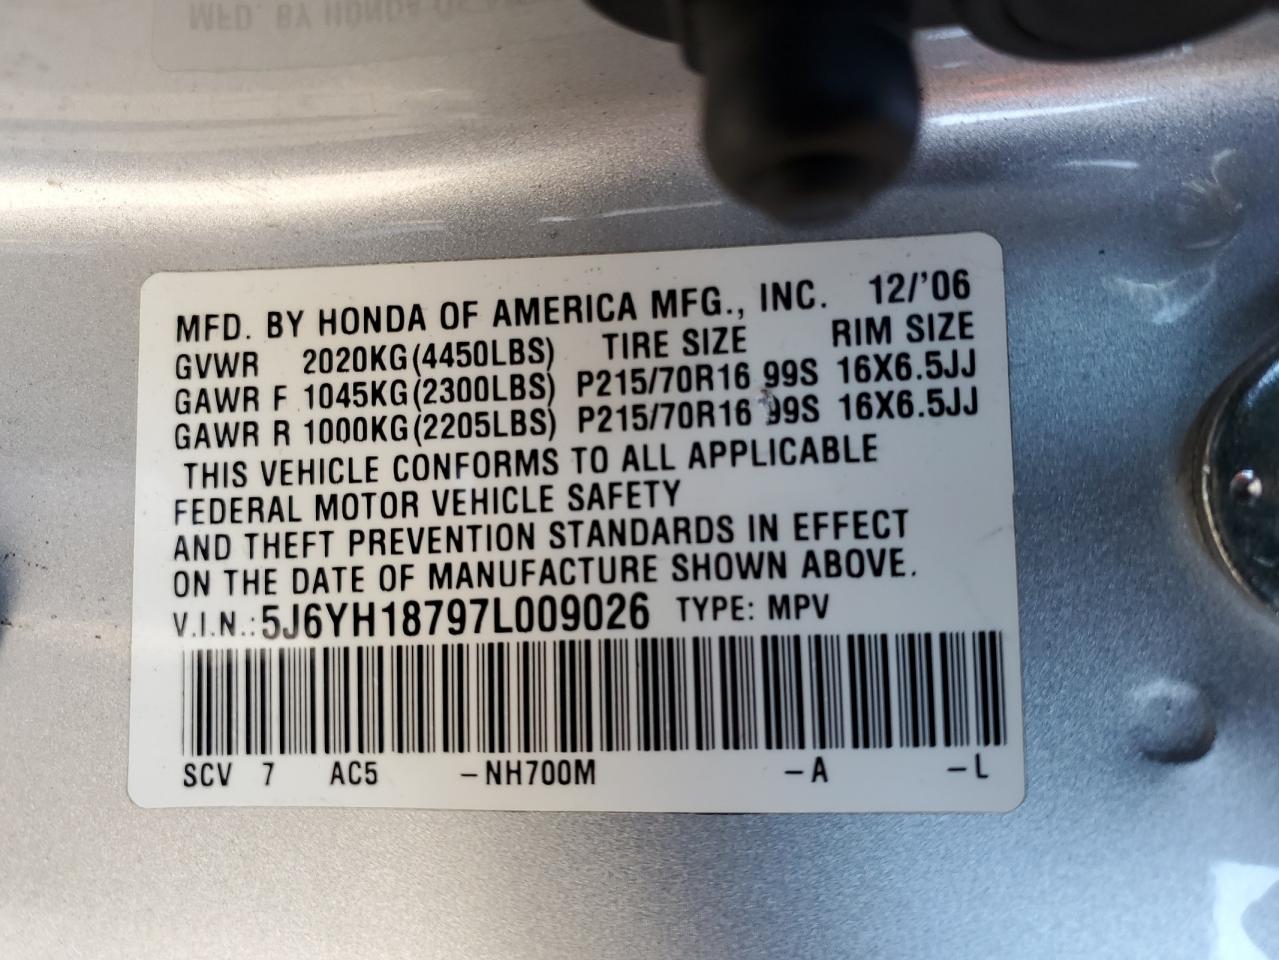 MFD. BY HONDA OF AMERICA MFG., INC. 12/'06
GVWR 2020KG(4450LBS) TIRE SIZE RIM SIZE
GAWR F 1045KG(2300LBS) P215/70R16 99S 16X6.5JJ
GAWR R 1000KG(2205LBS) P215/70R16 99S 16X6.5JJ
THIS VEHICLE CONFORMS TO ALL APPLICABLE
FEDERAL MOTOR VEHICLE SAFETY
AND THEFT PREVENTION STANDARDS IN EFFECT
ON THE DATE OF MANUFACTURE SHOWN ABOVE.
V.I.N.:5J6YH18797L009026 TYPE: MPV
SCV 7 AC5 -NH700M -A -L